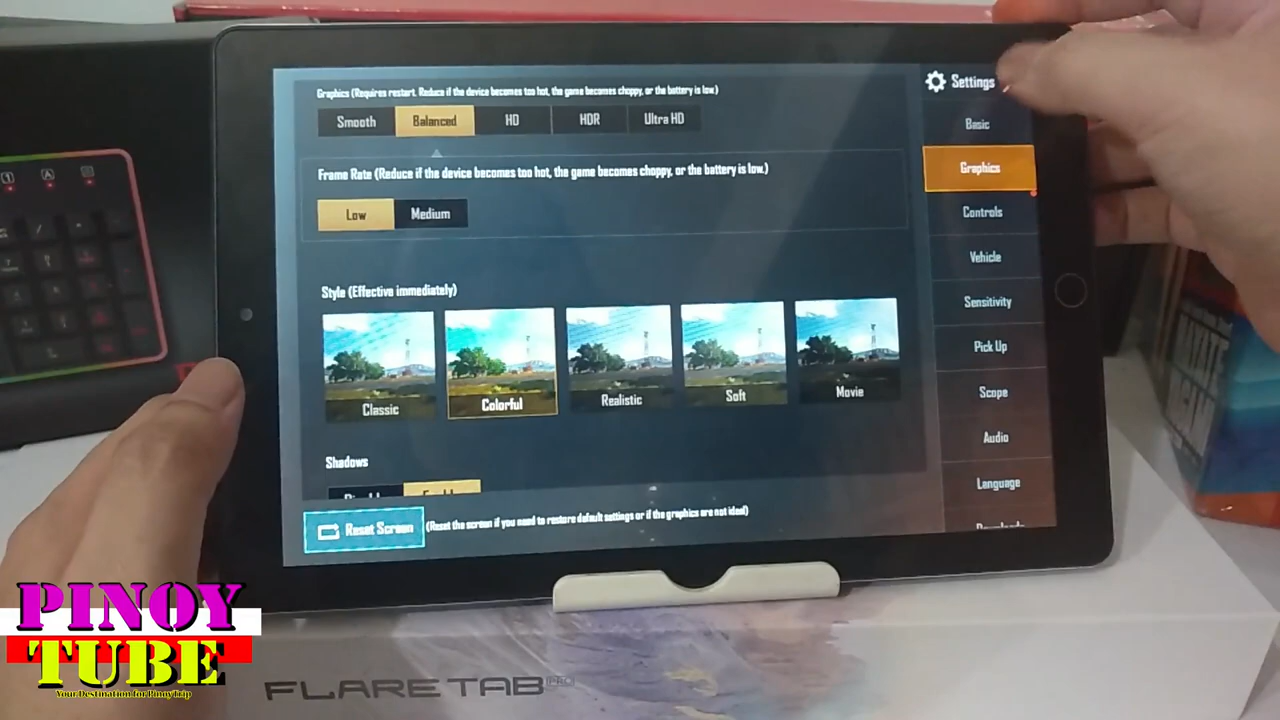 Graphics (Requires restart. Reduce if the device becomes too hot, the game becomes choppy, or the battery is low.)
Smooth
Balanced
HD
HDR
Ultra HD
Frame Rate (Reduce if the device becomes too hot, the game becomes choppy, or the battery is low.)
Low
Medium
Style (Effective immediately)
Classic
Colorful
Realistic
Soft
Movie
Shadows
Reset Screen
(Reset the screen if you need to restore default settings or if the graphics are not ideal)
Settings
Basic
Graphics
Controls
Vehicle
Sensitivity
Pick Up
Scope
Audio
Language
PINOY
TUBE
Your Destination for PinoyTrip
FLARE TAB